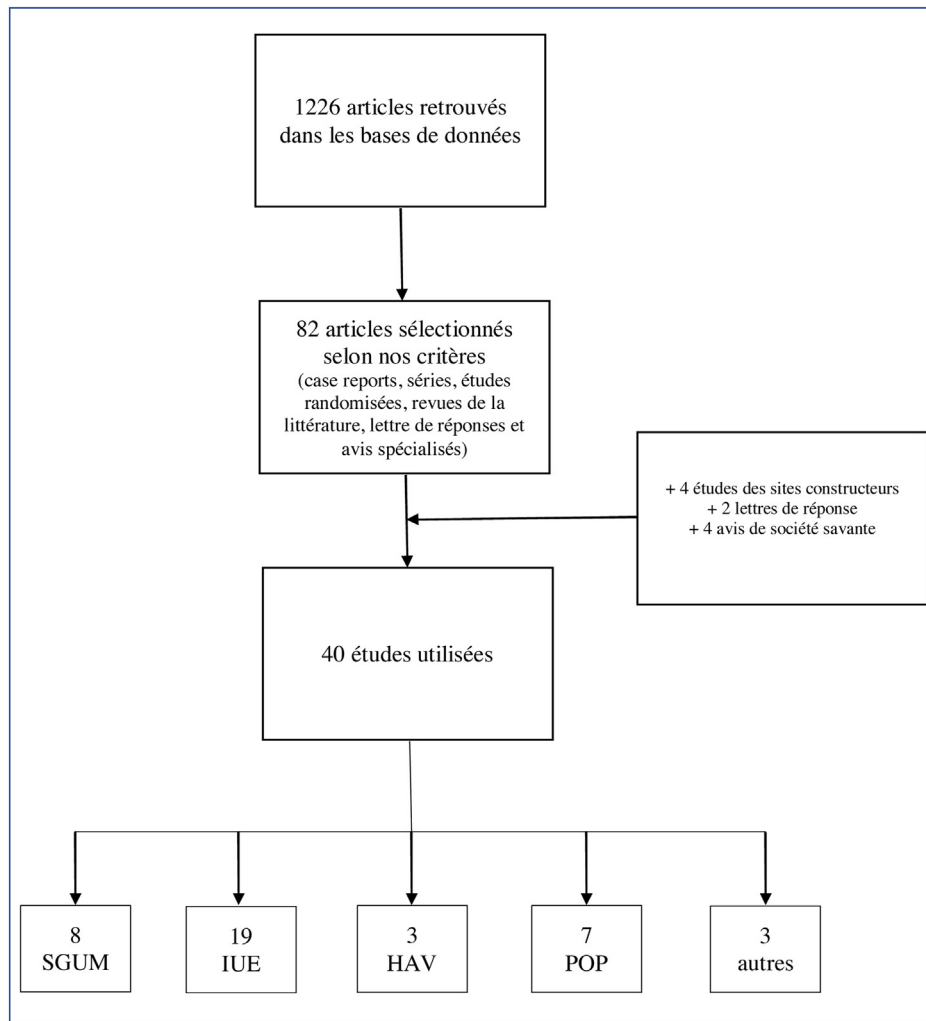 1226 articles retrouvés
dans les bases de données
82 articles sélectionnés
selon nos critères
(case reports, séries, études
randomisées, revues de la
littérature, lettre de réponses et
avis spécialisés)
+ 4 études des sites constructeurs
+ 2 lettres de réponse
+ 4 avis de société savante
40 études utilisées
8
SGUM
19
IUE
3
HAV
7
POP
3
autres